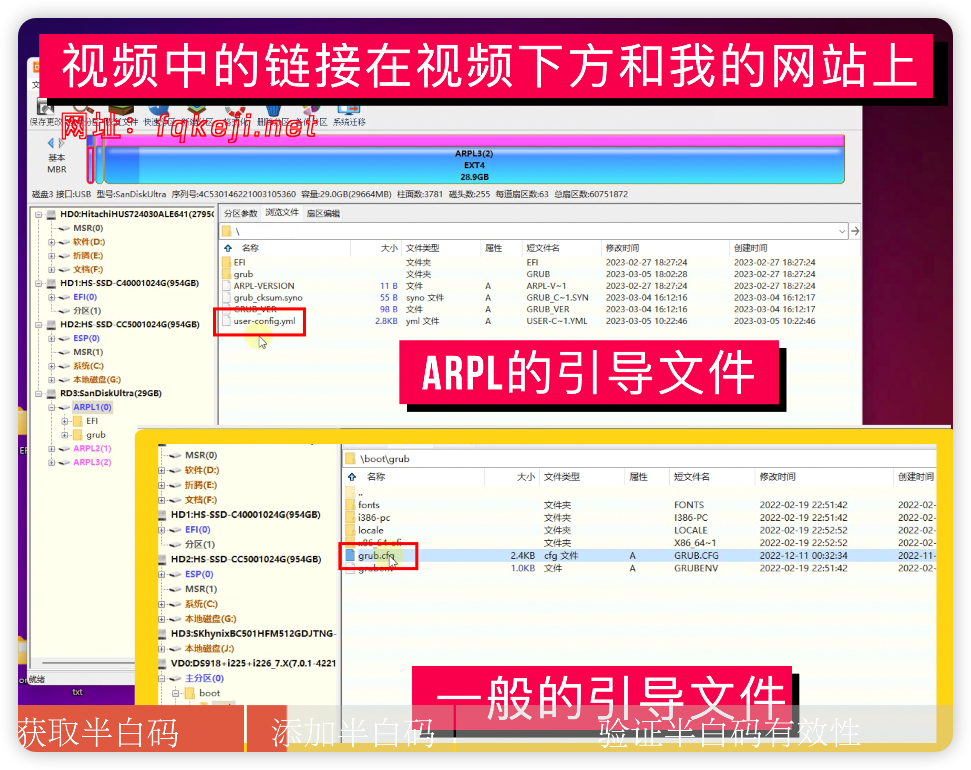 视频中的链接在视频下方和我的网站上
网址：fqkeji.net
保存更改
系统迁移
基本
MBR
ARPL3(2)
EXT4
28.9GB
磁盘3 接口:USB 型号:SanDiskUltra 序列号:4C530146221003105360 容量:29.0GB(29664MB) 柱面数:3781 磁头数:255 每道扇区数:63 总扇区数:60751872
HD0:HitachiHUS724030ALE641(2795G
MSR(0)
软件(D:)
折腾(E:)
文档(F:)
HD1:HS-SSD-C40001024G(954GB)
EFI(0)
分区(1)
HD2:HS-SSD-CC5001024G(954GB)
ESP(0)
MSR(1)
系统(C:)
本地磁盘(G:)
RD3:SanDiskUltra(29GB)
ARPL1(0)
EFI
grub
ARPL2(1)
ARPL3(2)
就绪
txt
分区参数 浏览文件 扇区编辑
\
名称 大小 文件类型 属性 短文件名 修改时间 创建时间
EFI 文件夹 EFI 2023-02-27 18:27:24 2023-02-27 18:27:24
grub 文件夹 GRUB 2023-03-05 18:02:28 2023-02-27 18:27:24
ARPL-VERSION 11 B 文件 A ARPL-V~1 2023-02-27 18:27:24 2023-02-27 18:27:24
grub_cksum.syno 55 B syno 文件 A GRUB_C~1.SYN 2023-03-04 16:12:16 2023-03-04 16:12:17
GRUB_VER 98 B 文件 A GRUB_VER 2023-03-04 16:12:16 2023-03-04 16:12:17
user-config.yml 2.8KB yml 文件 A USER-C~1.YML 2023-03-05 10:22:46 2023-03-05 10:22:46
ARPL的引导文件
MSR(0)
软件(D:)
折腾(E:)
文档(F:)
HD1:HS-SSD-C40001024G(954GB)
EFI(0)
分区(1)
HD2:HS-SSD-CC5001024G(954GB)
ESP(0)
MSR(1)
系统(C:)
本地磁盘(G:)
HD3:SKhynixBC501HFM512GDJTNG-
本地磁盘(J:)
VD0:DS918+i225+i226_7.X(7.0.1-4221
主分区(0)
boot
\boot\grub
名称 大小 文件类型 属性 短文件名 修改时间 创建时间
..
fonts 文件夹 FONTS 2022-02-19 22:51:42 2022-02-
i386-pc 文件夹 I386-PC 2022-02-19 22:51:42 2022-02-
locale 文件夹 LOCALE 2022-02-19 22:52:52 2022-02-
x86_64-efi 文件夹 X86_64~1 2022-02-19 22:52:52 2022-02-
grub.cfg 2.4KB cfg 文件 A GRUB.CFG 2022-12-11 00:32:34 2022-11-
grubenv 1.0KB 文件 A GRUBENV 2022-02-19 22:51:42 2022-02-
一般的引导文件
获取半白码 添加半白码 验证半白码有效性